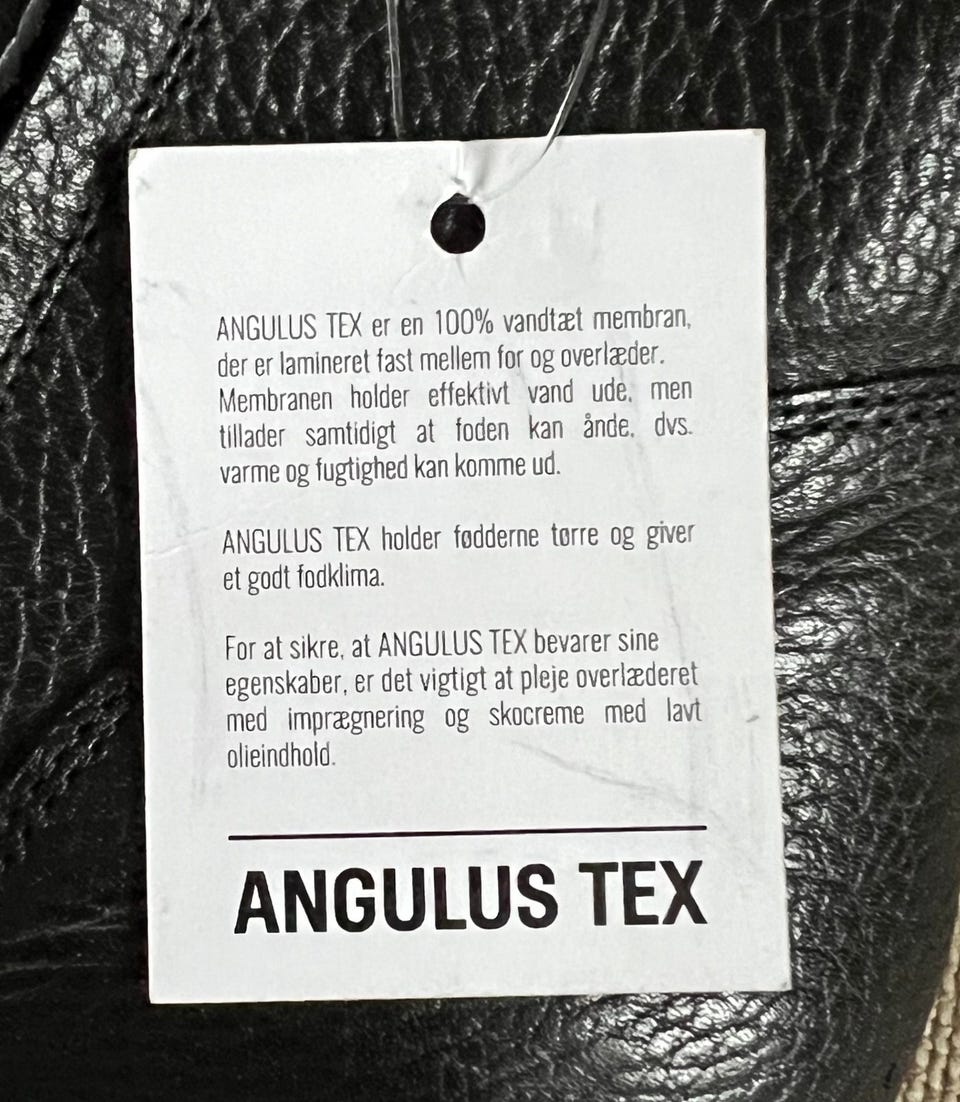 ANGULUS TEX er en 100% vandtæt membran,
der er lamineret fast mellem for og overlæder.
Membranen holder effektivt vand ude, men
tillader samtidigt at foden kan ånde, dvs.
varme og fugtighed kan komme ud.
ANGULUS TEX holder fødderne tørre og giver
et godt fodklima.
For at sikre, at ANGULUS TEX bevarer sine
egenskaber, er det vigtigt at pleje overlæderet
med imprægnering og skocreme med lavt
olieindhold.
ANGULUS TEX